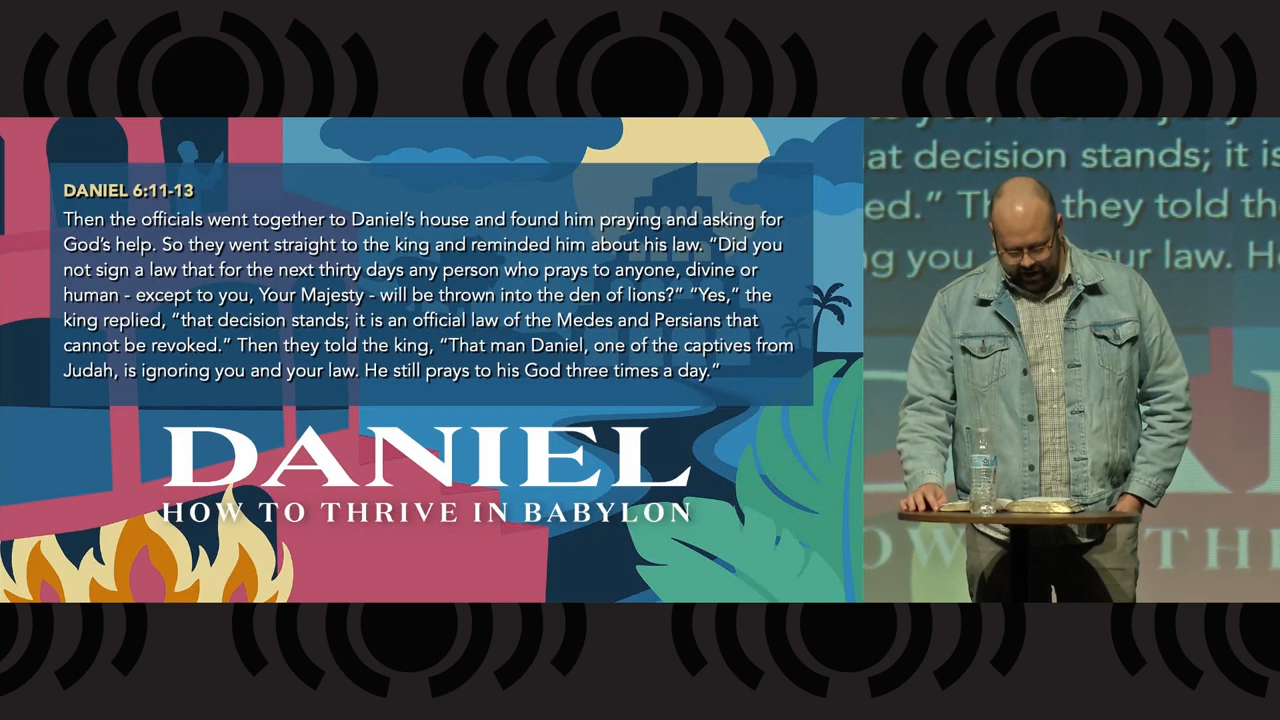 DANIEL 6:11-13
Then the officials went together to Daniel’s house and found him praying and asking for
God’s help. So they went straight to the king and reminded him about his law. “Did you
not sign a law that for the next thirty days any person who prays to anyone, divine or
human - except to you, Your Majesty - will be thrown into the den of lions?” “Yes,” the
king replied, “that decision stands; it is an official law of the Medes and Persians that
cannot be revoked.” Then they told the king, “That man Daniel, one of the captives from
Judah, is ignoring you and your law. He still prays to his God three times a day.”
DANIEL
HOW TO THRIVE IN BABYLON
at decision stands; it is
ed.” Th they told th
ng you your law. He
OW TH